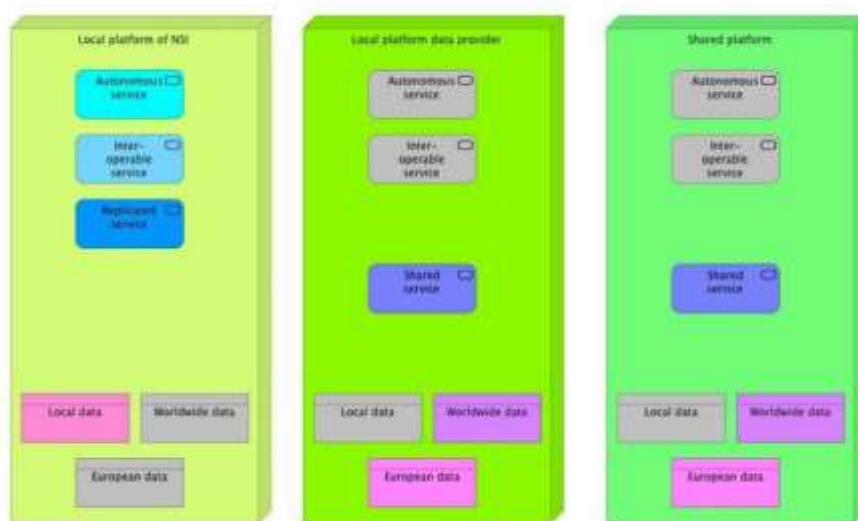 Local platform of NSI
Autonomous
service
Inter-
operable
service
Replicated
service
Local data
Worldwide data
European data
Local platform data provider
Autonomous
service
Inter-
operable
service
Shared
service
Local data
Worldwide data
European data
Shared platform
Autonomous
service
Inter-
operable
service
Shared
service
Local data
Worldwide data
European data